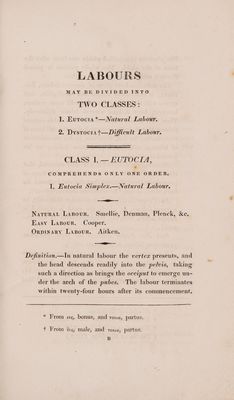 LABOURS
MAY BE DIVIDED INTO
TWO CLASSES:
1. EUTOCIA*—Natural Labour.
2. DYSTOCIA†—Difficult Labour.
CLASS I.—EUTOCIA,
COMPREHENDS ONLY ONE ORDER.
1. Eutocia Simplex.—Natural Labour.
NATURAL LABOUR. Smellie, Denman, Plenck, &c.
EASY LABOUR. Cooper.
ORDINARY LABOUR. Aitken.
Definition.—In natural labour the vertex presents, and
the head descends readily into the pelvis, taking
such a direction as brings the occiput to emerge un-
der the arch of the pubes. The labour terminates
within twenty-four hours after its commencement.
* From bonus, and partus.
† From male, and partus.
B